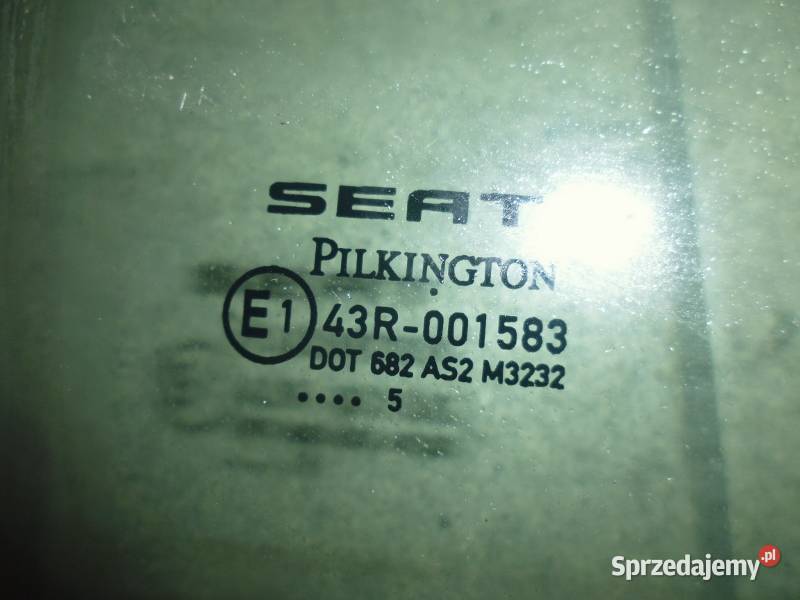 SEAT
PILKINGTON
E1 43R-001583
DOT 682 AS2 M3232
.... 5
Sprzedajemy.pl